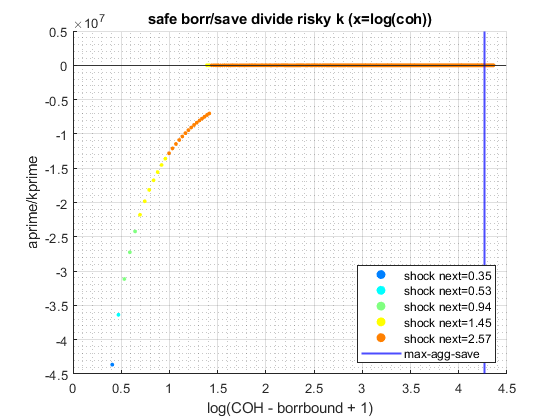 safe borr/save divide risky k (x=log(coh))
×10^7
0.5
0
-0.5
-1
-1.5
-2
-2.5
-3
-3.5
-4
-4.5
aprime/kprime
shock next=0.35
shock next=0.53
shock next=0.94
shock next=1.45
shock next=2.57
max-agg-save
0 0.5 1 1.5 2 2.5 3 3.5 4 4.5
log(COH - borrbound + 1)